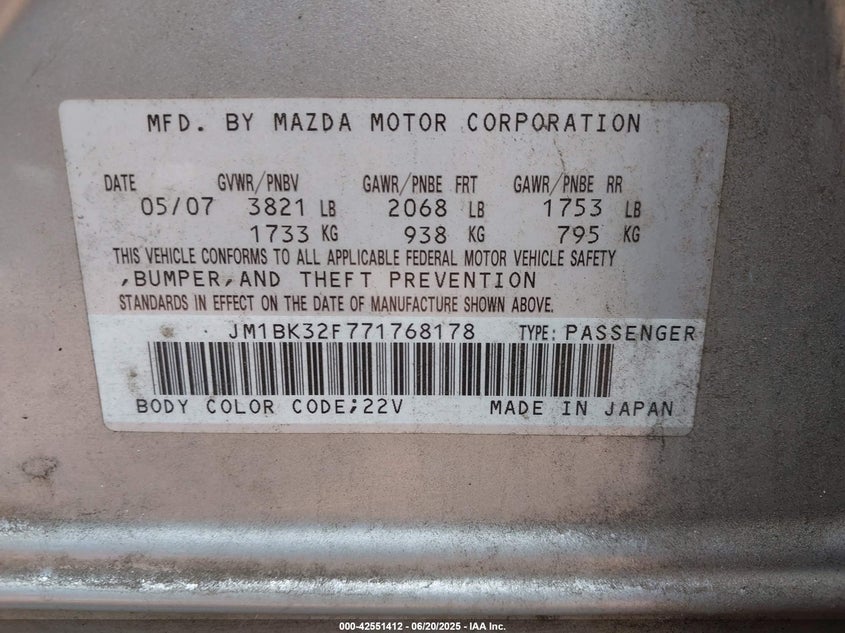 MFD. BY MAZDA MOTOR CORPORATION
DATE GVWR/PNBV GAWR/PNBE FRT GAWR/PNBE RR
05/07 3821 LB 2068 LB 1753 LB
1733 KG 938 KG 795 KG
THIS VEHICLE CONFORMS TO ALL APPLICABLE FEDERAL MOTOR VEHICLE SAFETY
,BUMPER,AND THEFT PREVENTION
STANDARDS IN EFFECT ON THE DATE OF MANUFACTURE SHOWN ABOVE.
JM1BK32F771768178 TYPE: PASSENGER
BODY COLOR CODE;22V MADE IN JAPAN
000-42551412 - 06/20/2025 - IAA Inc.